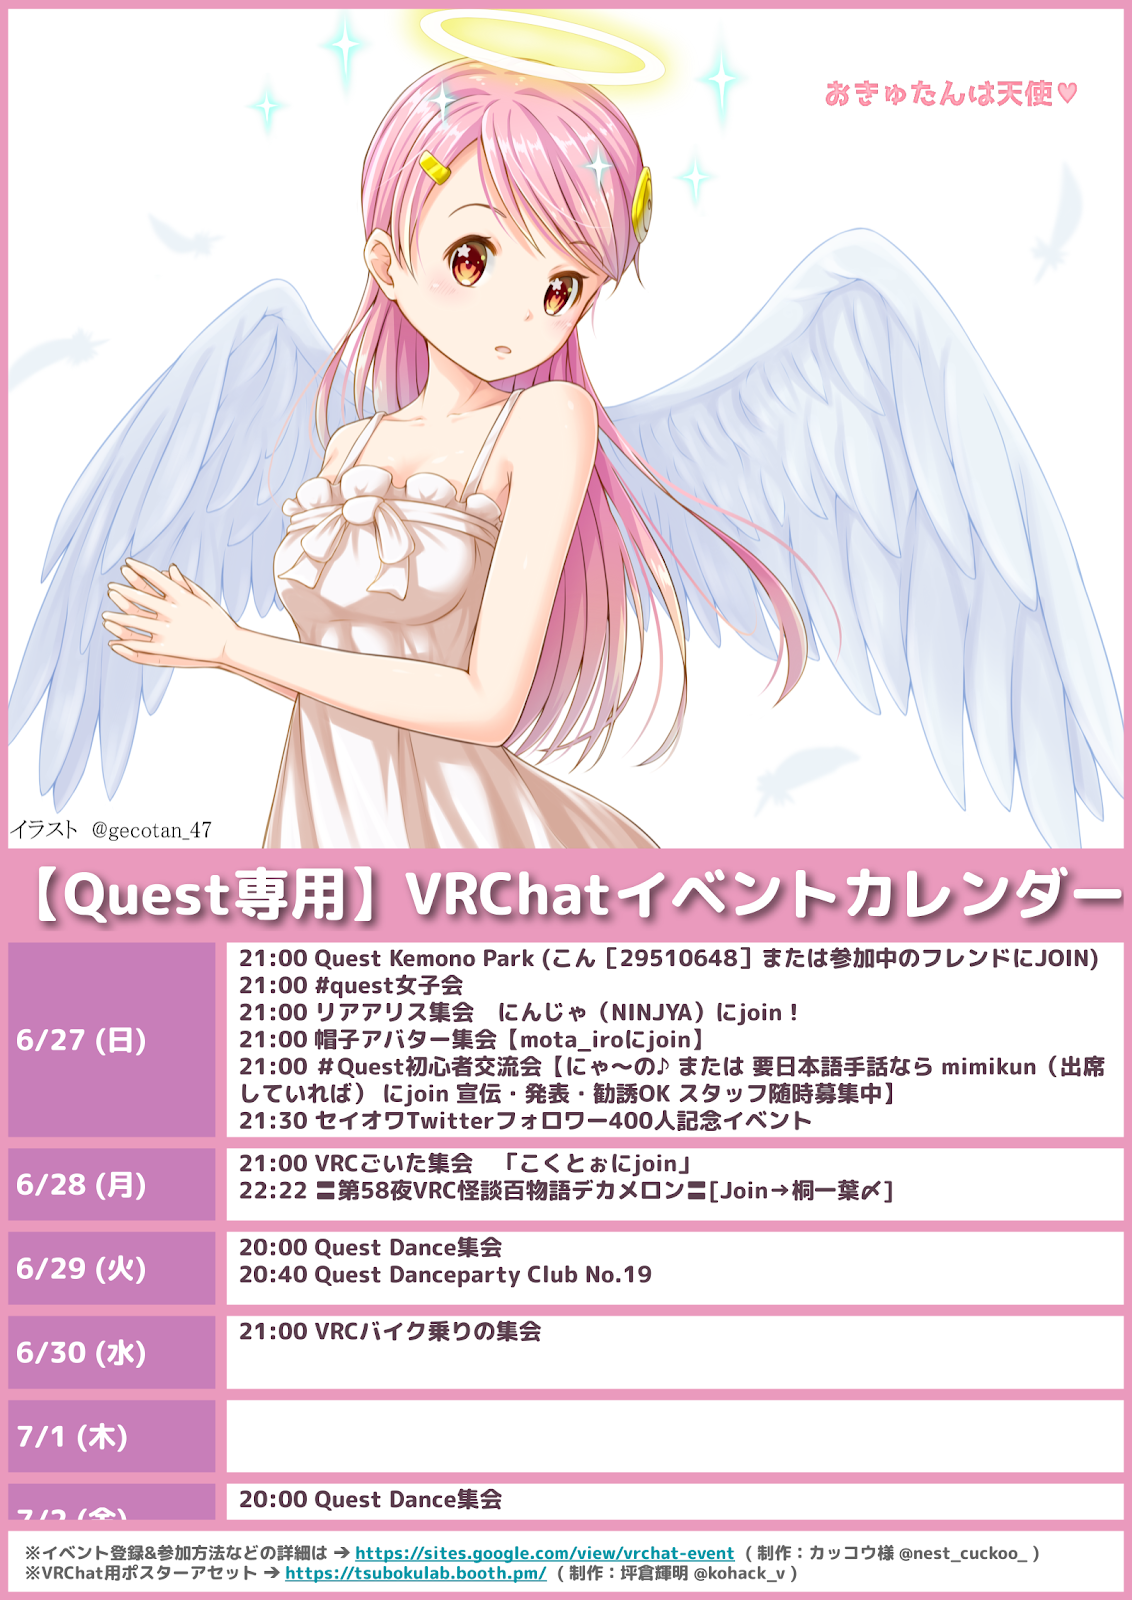 おきゅたんは天使♡
イラスト @gecotan_47
【Quest専用】VRChatイベントカレンダー
6/27 (日)
21:00 Quest Kemono Park (こん［29510648］または参加中のフレンドにJOIN)
21:00 #quest女子会
21:00 リアアリス集会　にんじゃ（NINJYA）にjoin！
21:00 帽子アバター集会【mota_iroにjoin】
21:00 ＃Quest初心者交流会【にゃ～の♪ または 要日本語手話なら mimikun（出席
していれば） にjoin 宣伝・発表・勧誘OK スタッフ随時募集中】
21:30 セイオワTwitterフォロワー400人記念イベント
6/28 (月)
21:00 VRCごいた集会　「こくとぉにjoin」
22:22 〓第58夜VRC怪談百物語デカメロン〓[Join→桐一葉〆]
6/29 (火)
20:00 Quest Dance集会
20:40 Quest Danceparty Club No.19
6/30 (水)
21:00 VRCバイク乗りの集会
7/1 (木)
7/2 (金)
20:00 Quest Dance集会
※イベント登録&参加方法などの詳細は → https://sites.google.com/view/vrchat-event ( 制作：カッコウ様 @nest_cuckoo_ )
※VRChat用ポスターアセット → https://tsubokulab.booth.pm/ ( 制作：坪倉輝明 @kohack_v )